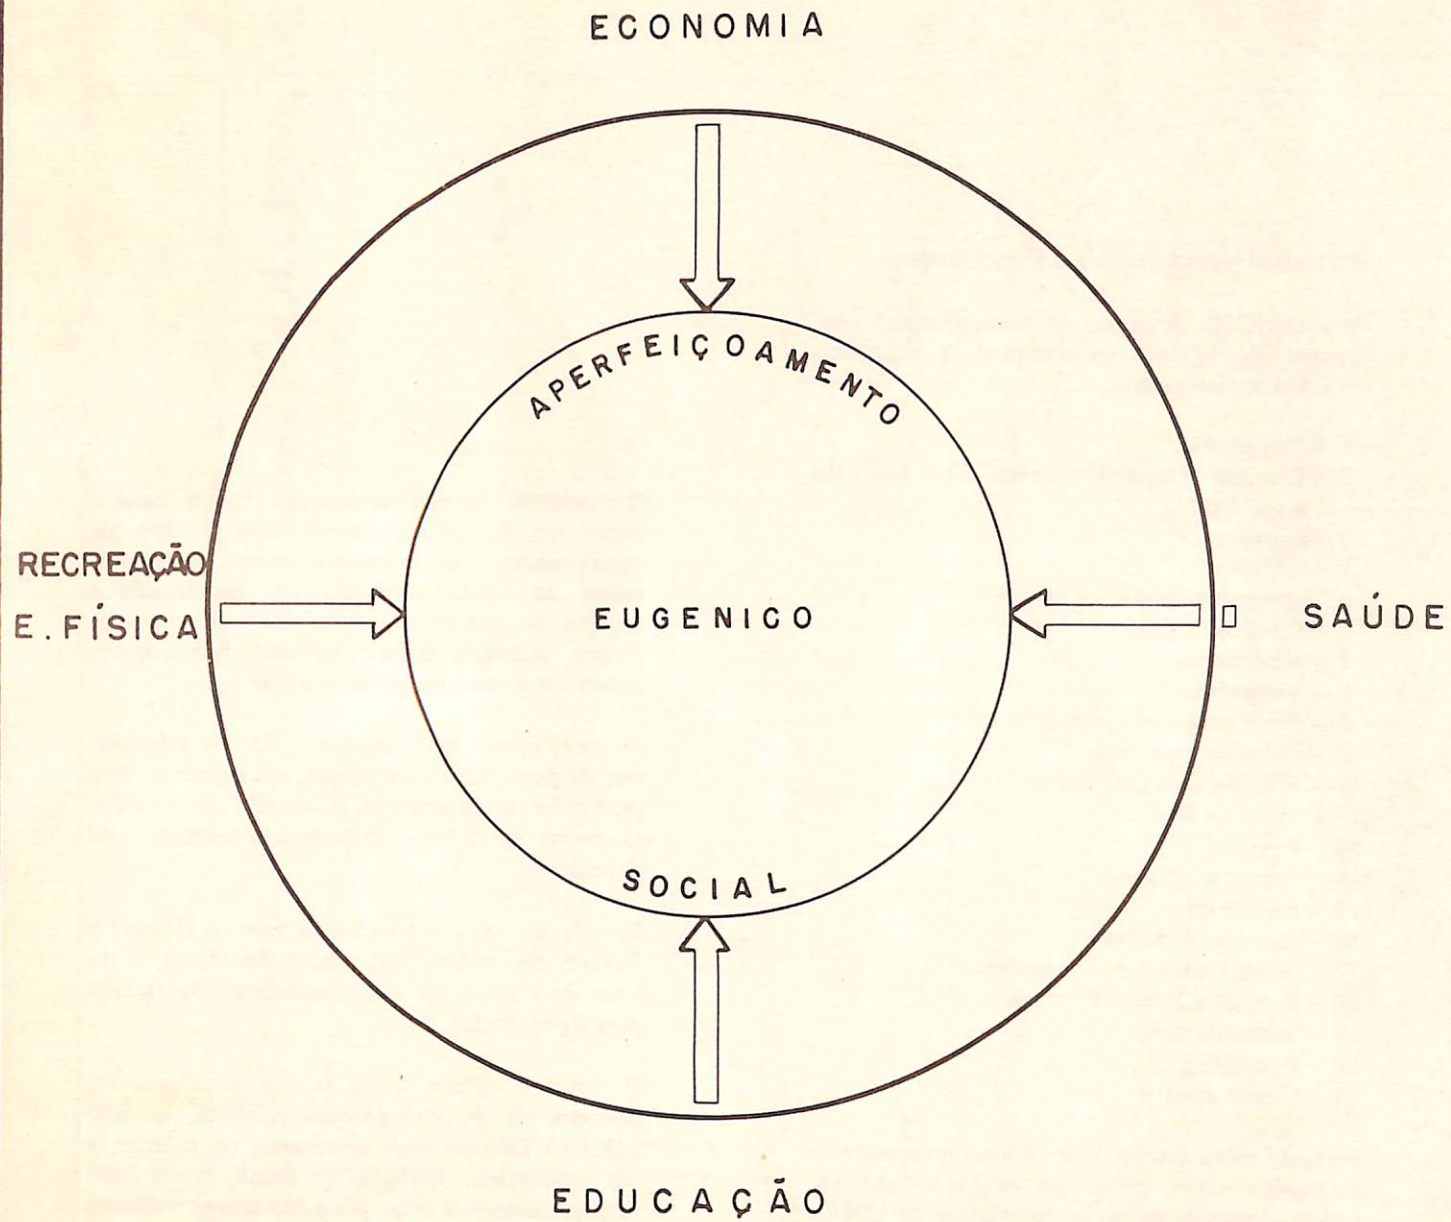 ECONOMIA
APERFEIÇOAMENTO
RECREAÇÃO
E. FÍSICA
EUGENICO
SAÚDE
SOCIAL
EDUCAÇÃO